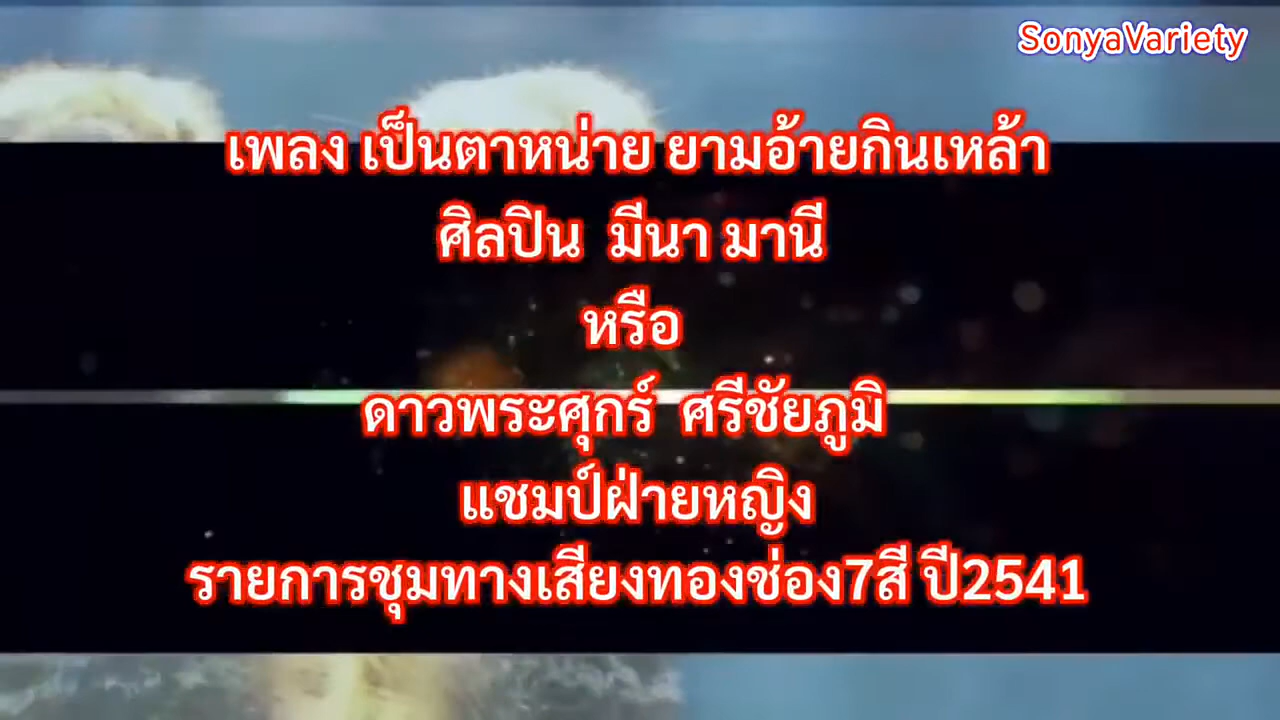 SonyaVariety
เพลง เป็นตาหน่าย ยามอ้ายกินเหล้า
ศิลปิน มีนา มานี
หรือ
ดาวพระศุกร์ ศรีชัยภูมิ
แชมป์ฝ่ายหญิง
รายการชุมทางเสียงทองช่อง7สี ปี2541